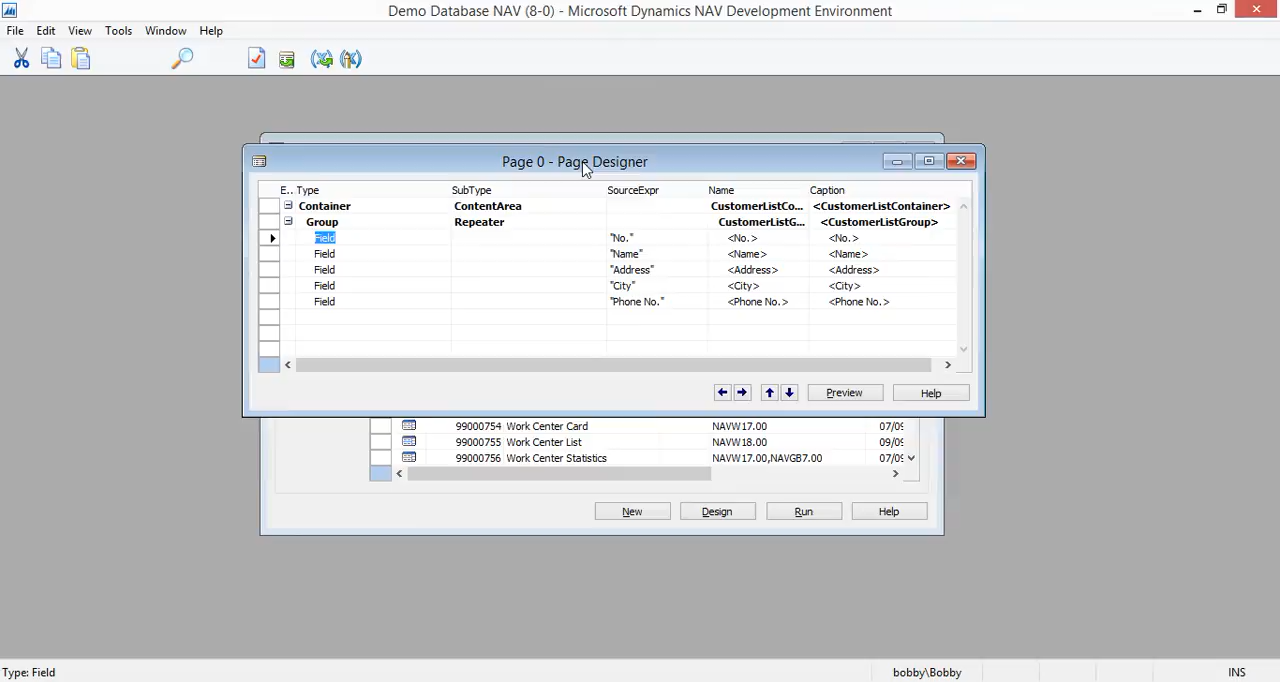 Demo Database NAV (8-0) - Microsoft Dynamics NAV Development Environment
File Edit View Tools Window Help
Page 0 - Page Designer
E.. Type SubType SourceExpr Name Caption
Container ContentArea CustomerListCo... <CustomerListContainer>
Group Repeater CustomerListG... <CustomerListGroup>
Field "No." <No.> <No.>
Field "Name" <Name> <Name>
Field "Address" <Address> <Address>
Field "City" <City> <City>
Field "Phone No." <Phone No.> <Phone No.>
Preview Help
99000754 Work Center Card NAVW17.00 07/09
99000755 Work Center List NAVW18.00 09/09
99000756 Work Center Statistics NAVW17.00,NAVGB7.00 07/09
New Design Run Help
Type: Field bobby\Bobby INS